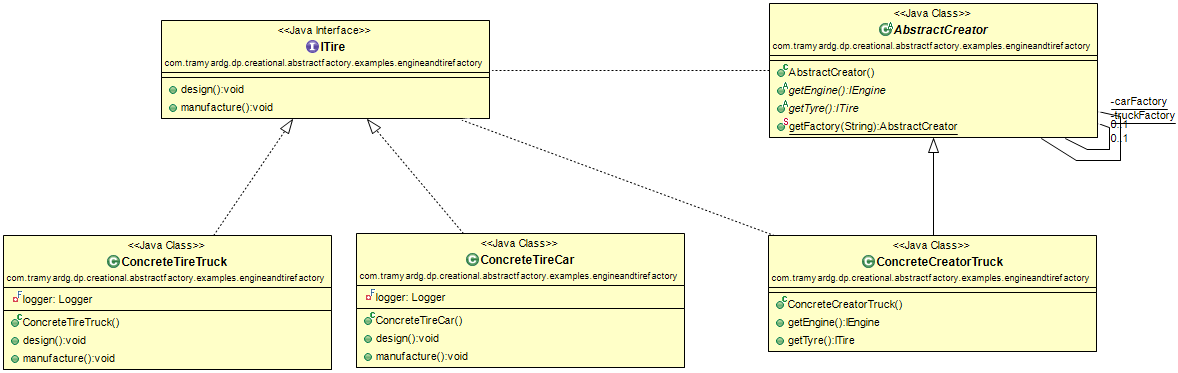 <<Java Interface>>
ITire
com.tramyardg.dp.creational.abstractfactory.examples.engineandtirefactory
design():void
manufacture():void
<<Java Class>>
AbstractCreator
com.tramyardg.dp.creational.abstractfactory.examples.engineandtirefactory
AbstractCreator()
getEngine():IEngine
getTyre():ITire
getFactory(String):AbstractCreator
-carFactory
-truckFactory
0..1
0..1
<<Java Class>>
ConcreteTireTruck
com.tramyardg.dp.creational.abstractfactory.examples.engineandtirefactory
logger: Logger
ConcreteTireTruck()
design():void
manufacture():void
<<Java Class>>
ConcreteTireCar
com.tramyardg.dp.creational.abstractfactory.examples.engineandtirefactory
logger: Logger
ConcreteTireCar()
design():void
manufacture():void
<<Java Class>>
ConcreteCreatorTruck
com.tramyardg.dp.creational.abstractfactory.examples.engineandtirefactory
ConcreteCreatorTruck()
getEngine():IEngine
getTyre():ITire